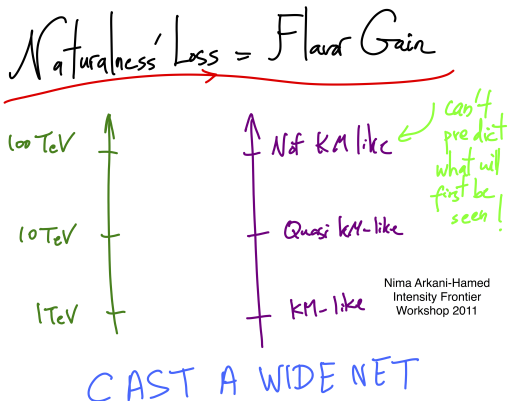 Naturalness' Loss = Flavor Gain
can't
predict
what will
first be
seen!
100 TeV
Not KM like
10 TeV
Quasi KM-like
1 TeV
KM-like
Nima Arkani-Hamed
Intensity Frontier
Workshop 2011
CAST A WIDE NET